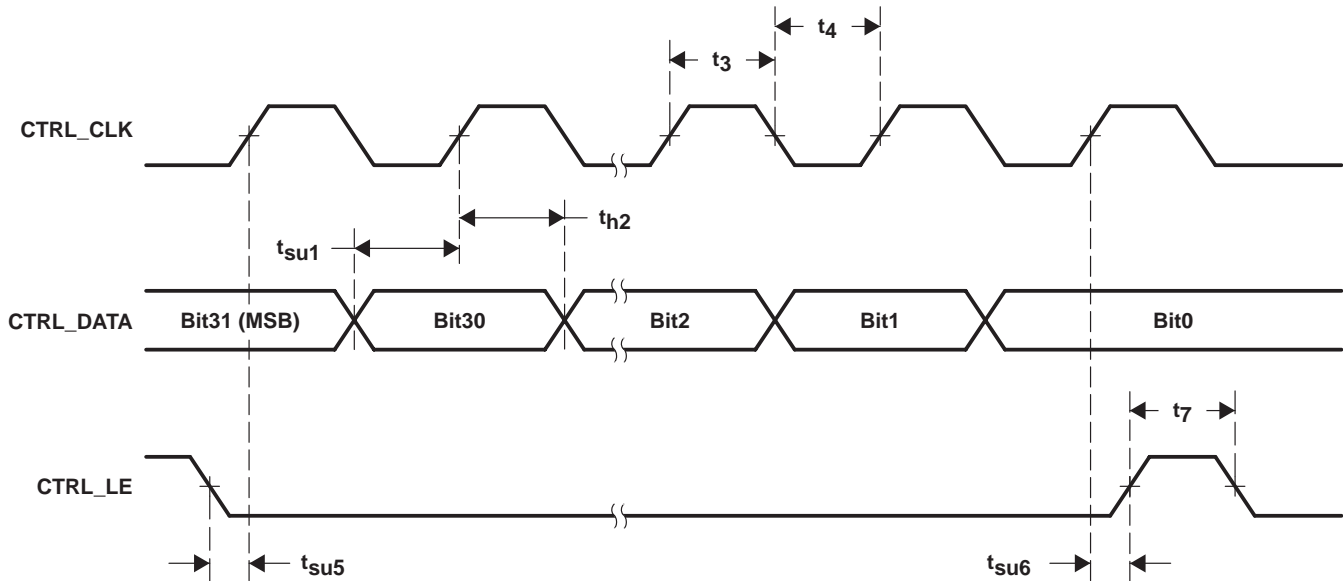 t4
t3
CTRL_CLK
th2
tsu1
CTRL_DATA
Bit31 (MSB)
Bit30
Bit2
Bit1
Bit0
t7
CTRL_LE
tsu5
tsu6